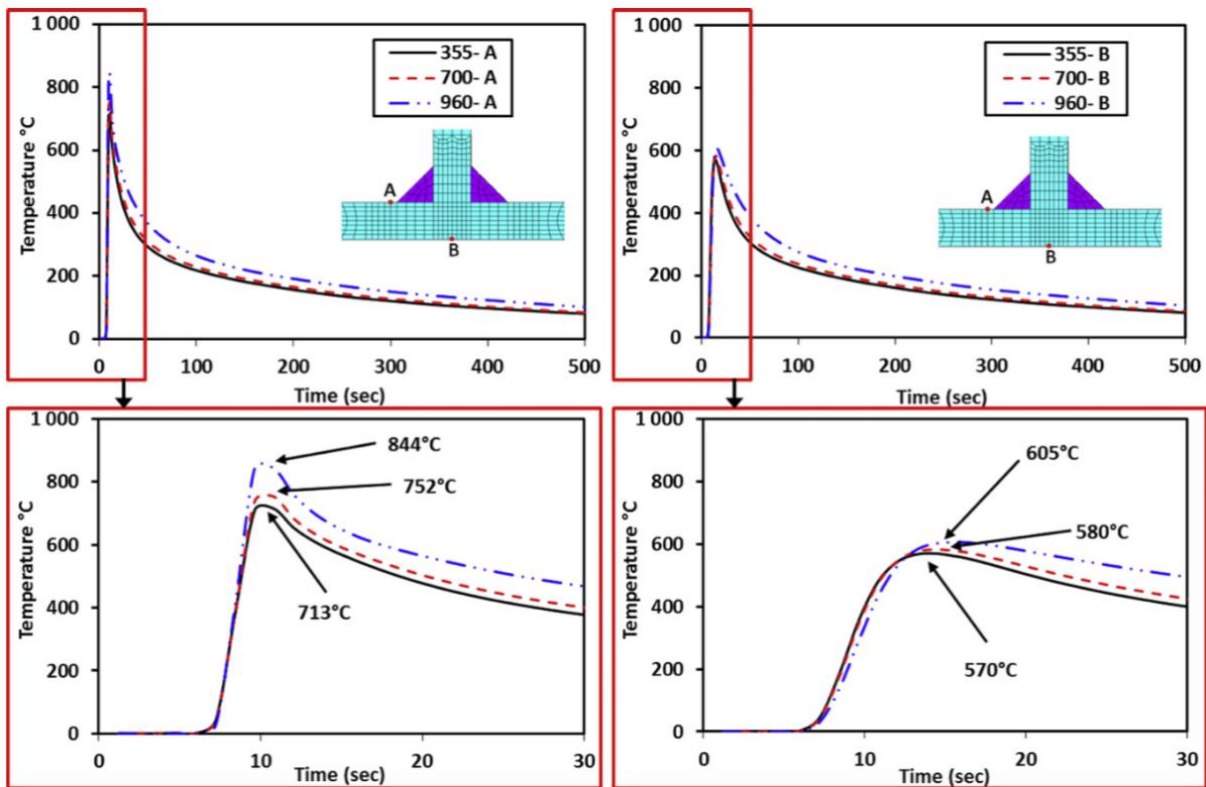 1 000
800
600
400
200
0
Temperature °C
355- A
700- A
960- A
A
B
0 100 200 300 400 500
Time (sec)
1 000
800
600
400
200
0
Temperature °C
355- B
700- B
960- B
A
B
0 100 200 300 400 500
Time (sec)
1 000
800
600
400
200
0
Temperature °C
844°C
752°C
713°C
0 10 20 30
Time (sec)
1 000
800
600
400
200
0
Temperature °C
605°C
580°C
570°C
0 10 20 30
Time (sec)